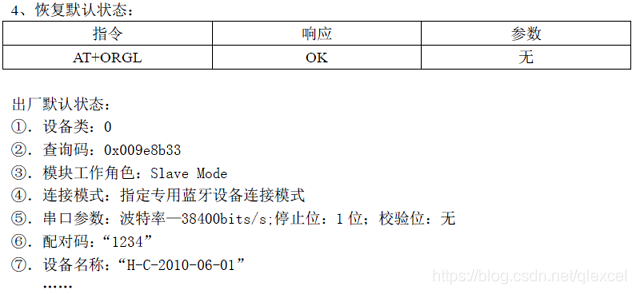 4、恢复默认状态：
指令 响应 参数
AT+ORGL OK 无
出厂默认状态：
①．设备类：0
②．查询码：0x009e8b33
③．模块工作角色：Slave Mode
④．连接模式：指定专用蓝牙设备连接模式
⑤．串口参数：波特率—38400bits/s;停止位：1位；校验位：无
⑥．配对码：“1234”
⑦．设备名称：“H-C-2010-06-01”
……
https://blog.csdn.net/qlexcel